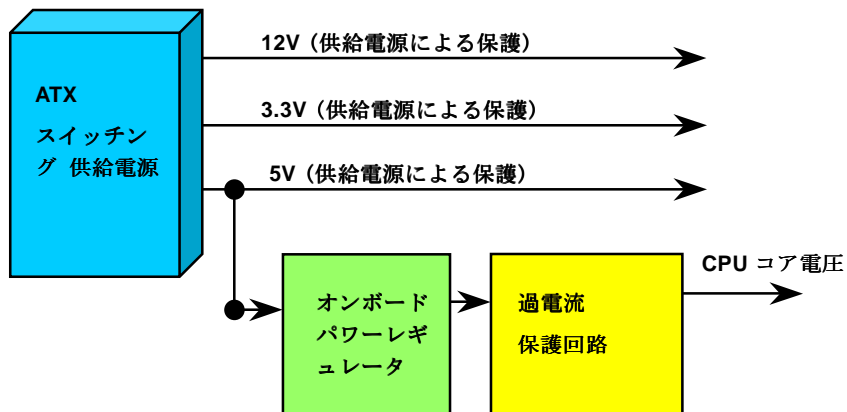 12V (供給電源による保護)
ATX
スイッチン
グ 供給電源
3.3V (供給電源による保護)
5V (供給電源による保護)
CPU コア電圧
オンボード
パワーレギ
ュレータ
過電流
保護回路